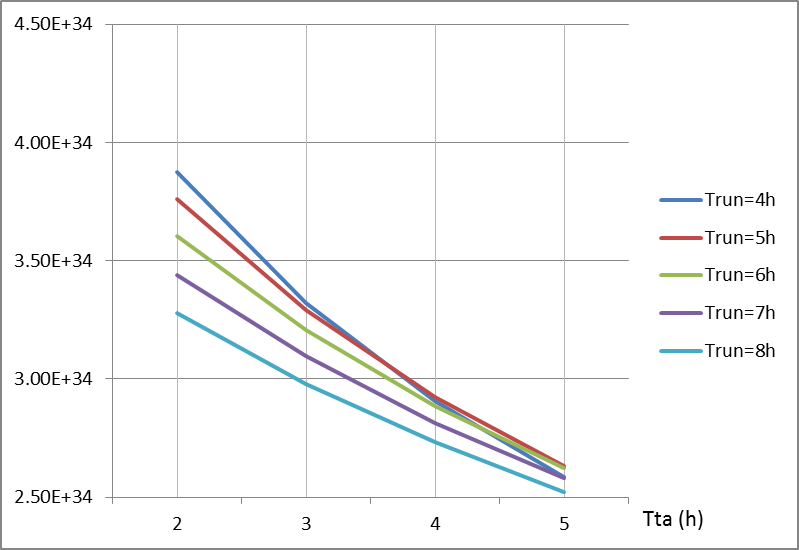 4.50E+34
4.00E+34
3.50E+34
3.00E+34
2.50E+34
2 3 4 5
Tta (h)
Trun=4h
Trun=5h
Trun=6h
Trun=7h
Trun=8h